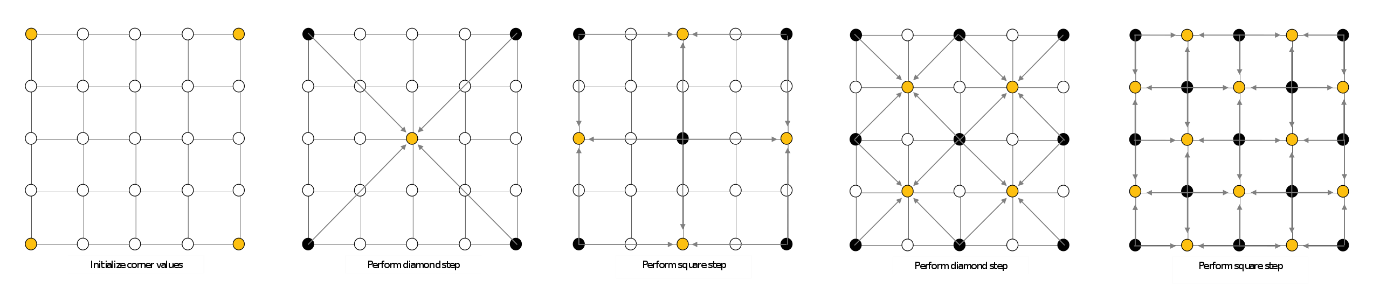 Initialize corner values
Perform diamond step
Perform square step
Perform diamond step
Perform square step